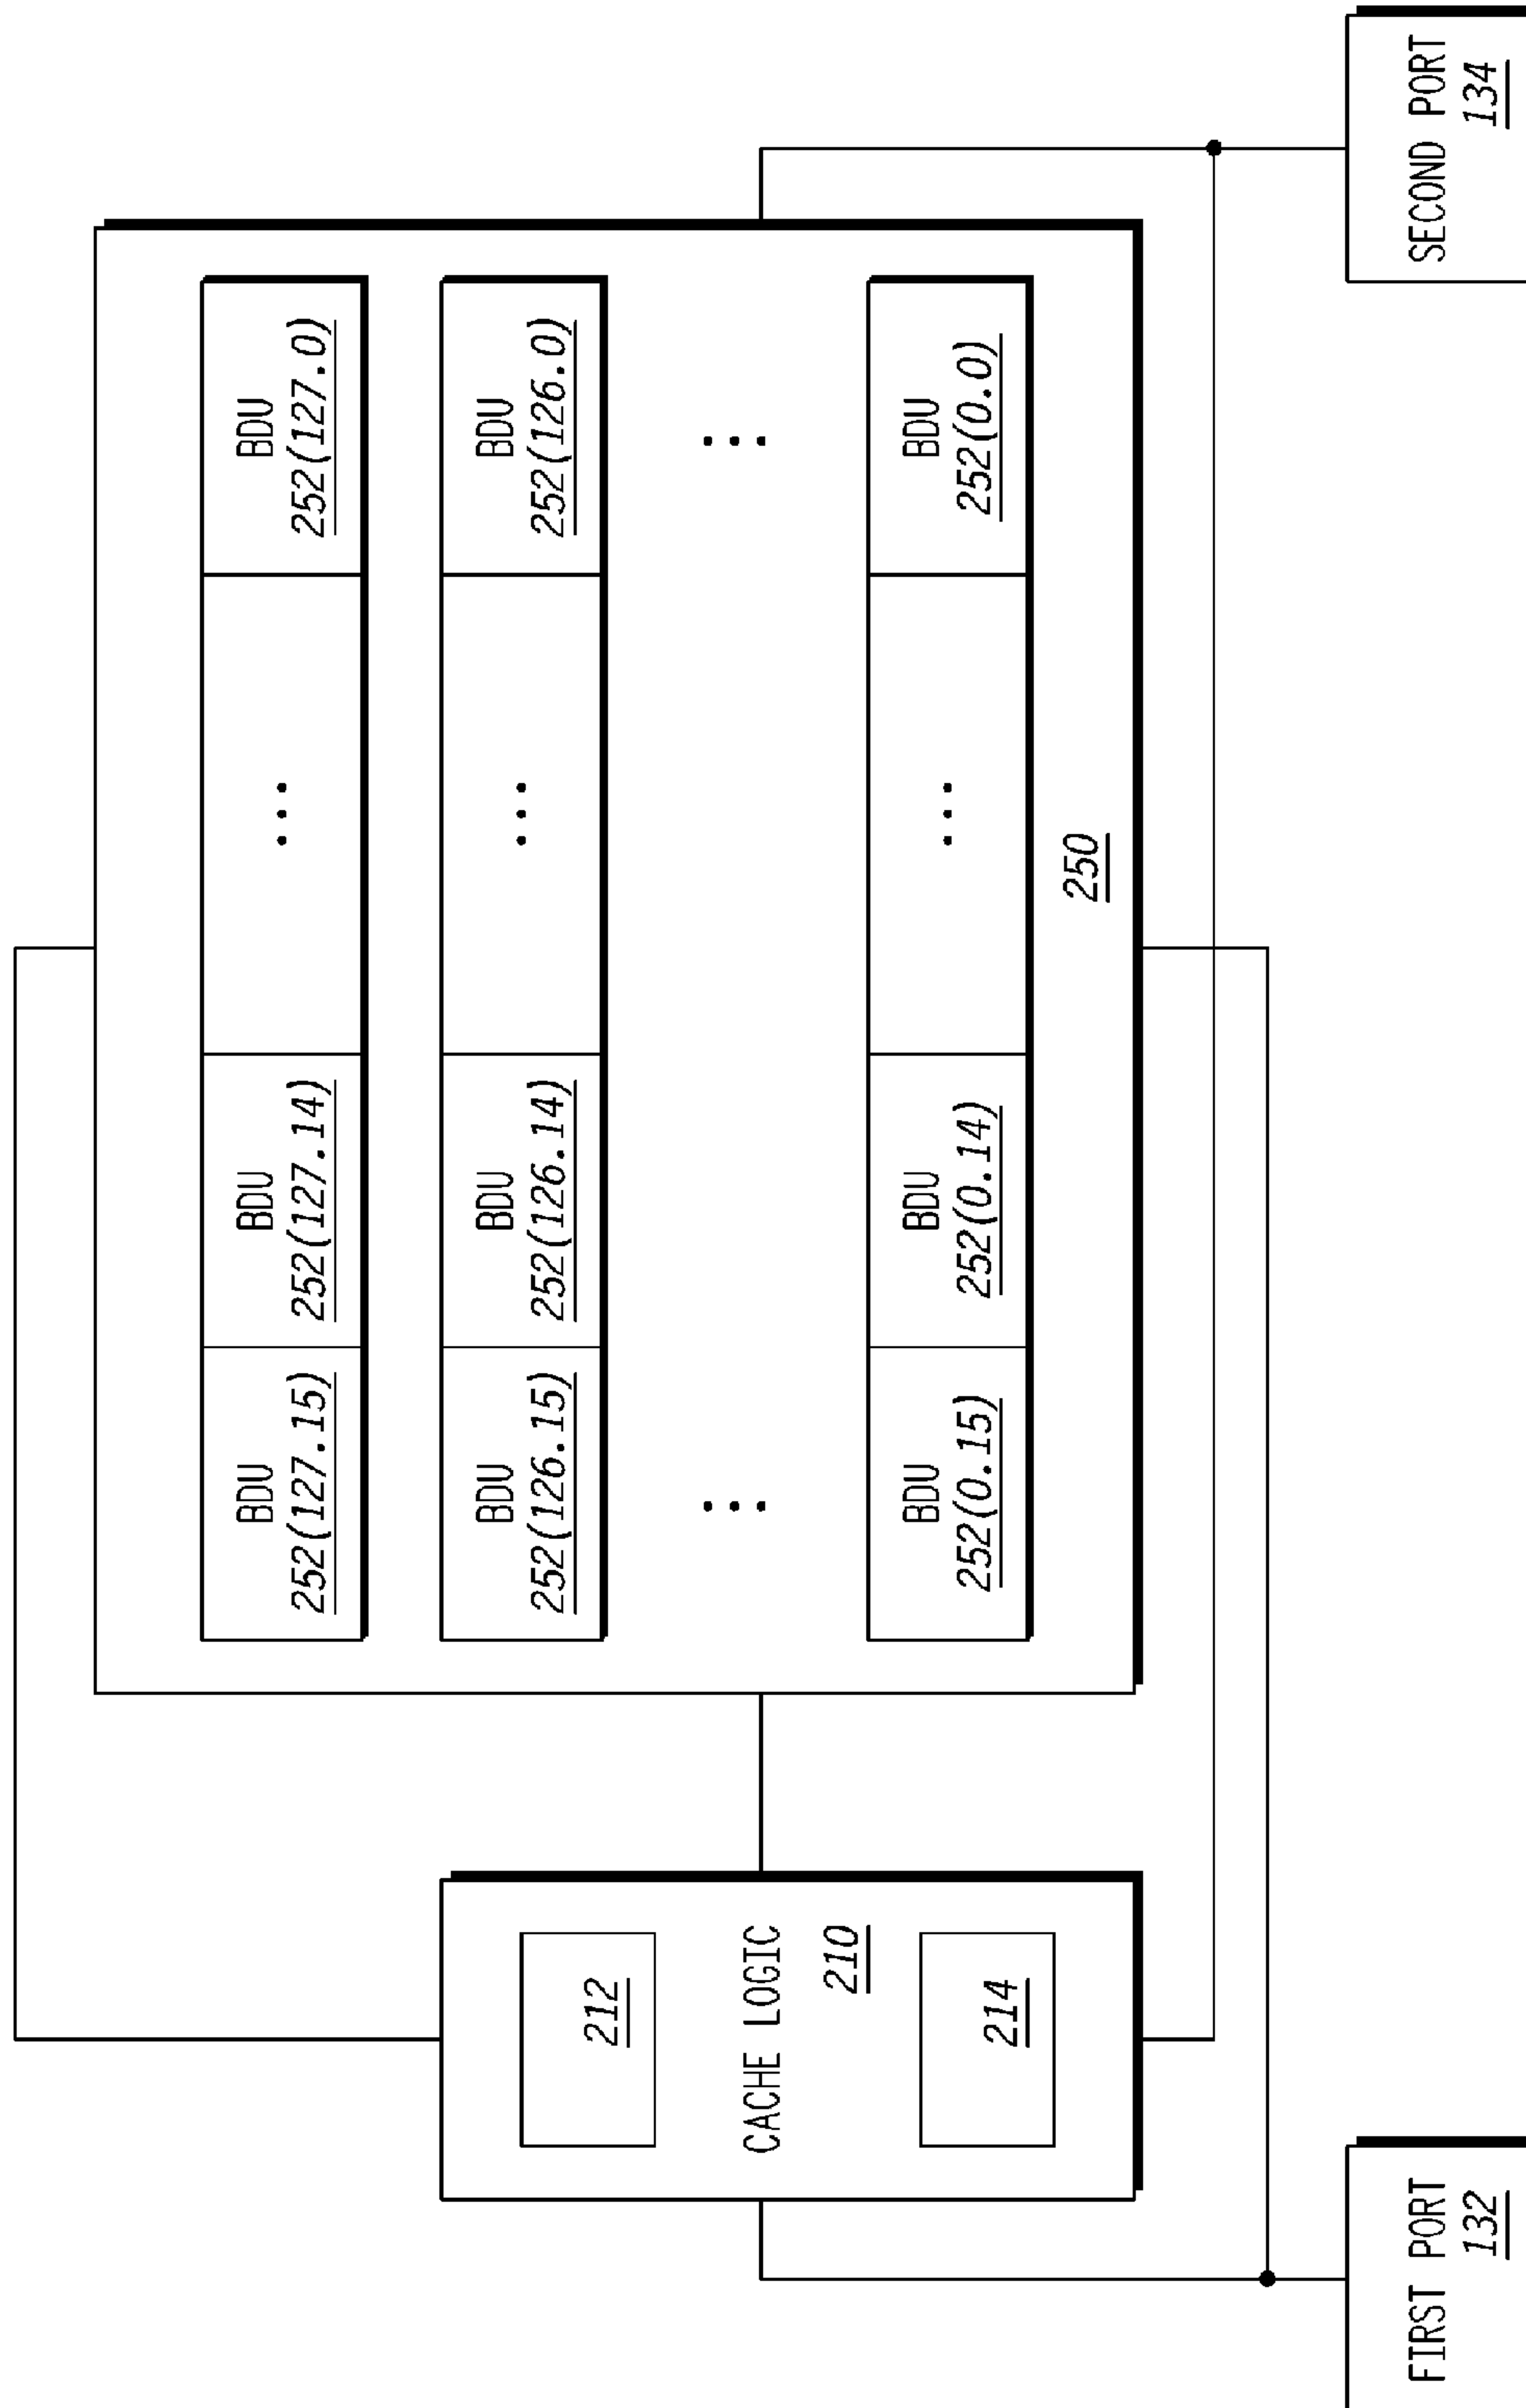 BDU BDU ... BDU
252(127.15) 252(127.14) 252(127.0)
BDU BDU ... BDU
252(126.15) 252(126.14) 252(126.0)
... ...
BDU BDU ... BDU
252(0.15) 252(0.14) 252(0.0)
250
212
CACHE LOGIC
210
214
FIRST PORT
132
SECOND PORT
134